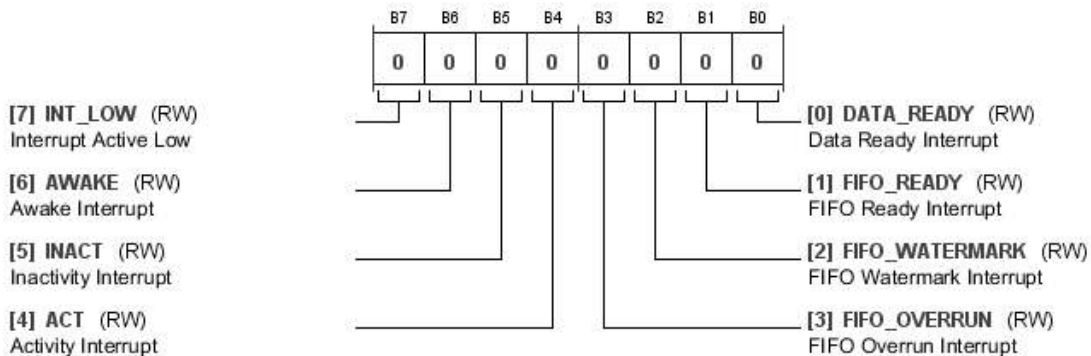 B7 B6 B5 B4 B3 B2 B1 B0
0 0 0 0 0 0 0 0
[7] INT_LOW (RW)
Interrupt Active Low
[0] DATA_READY (RW)
Data Ready Interrupt
[6] AWAKE (RW)
Awake Interrupt
[1] FIFO_READY (RW)
FIFO Ready Interrupt
[5] INACT (RW)
Inactivity Interrupt
[2] FIFO_WATERMARK (RW)
FIFO Watermark Interrupt
[4] ACT (RW)
Activity Interrupt
[3] FIFO_OVERRUN (RW)
FIFO Overrun Interrupt